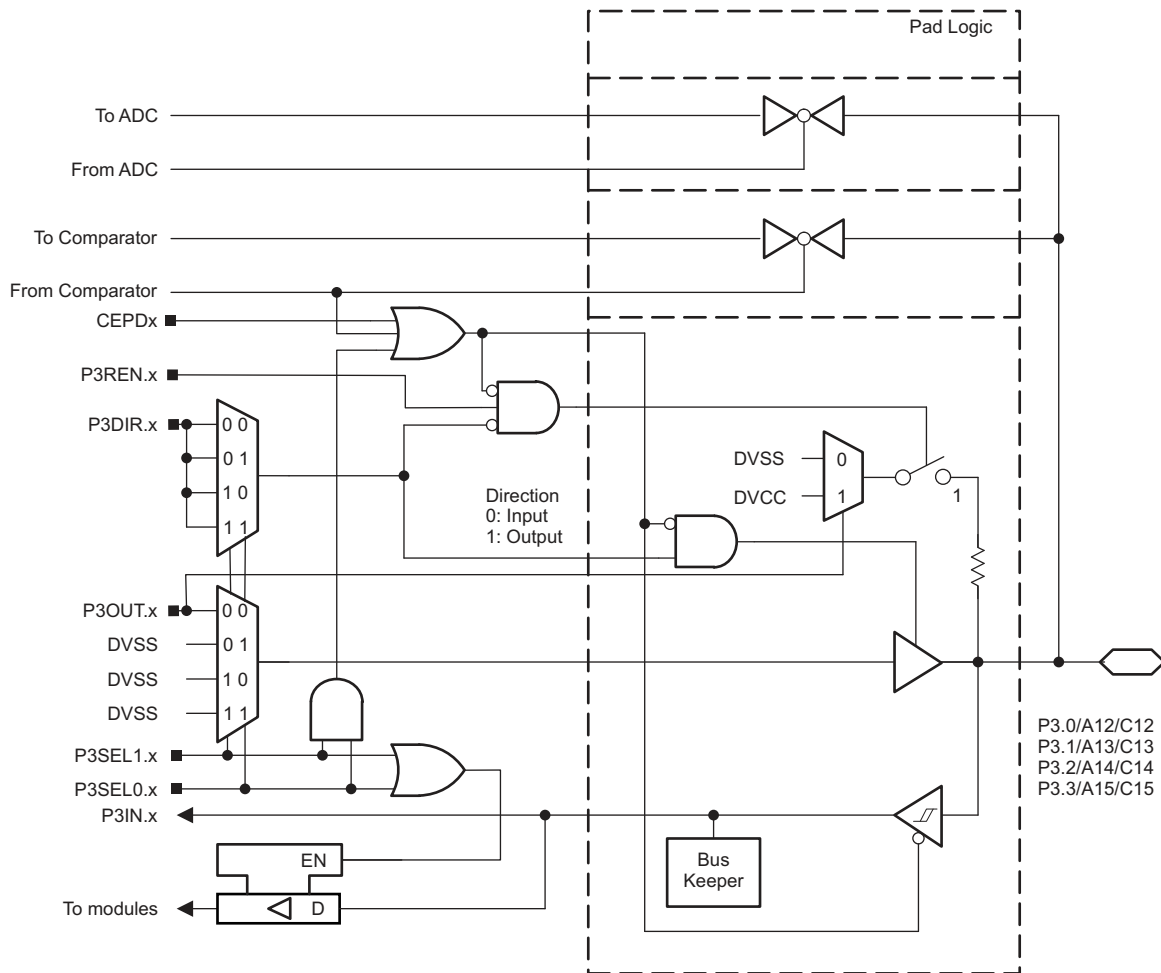 Pad Logic
To ADC
From ADC
To Comparator
From Comparator
CEPDx
P3REN.x
P3DIR.x
0 0
0 1
1 0
1 1
Direction
0: Input
1: Output
DVSS
0
DVCC
1
1
P3OUT.x
0 0
DVSS
0 1
DVSS
1 0
DVSS
1 1
P3SEL1.x
P3SEL0.x
P3IN.x
P3.0/A12/C12
P3.1/A13/C13
P3.2/A14/C14
P3.3/A15/C15
Bus
Keeper
EN
To modules
D